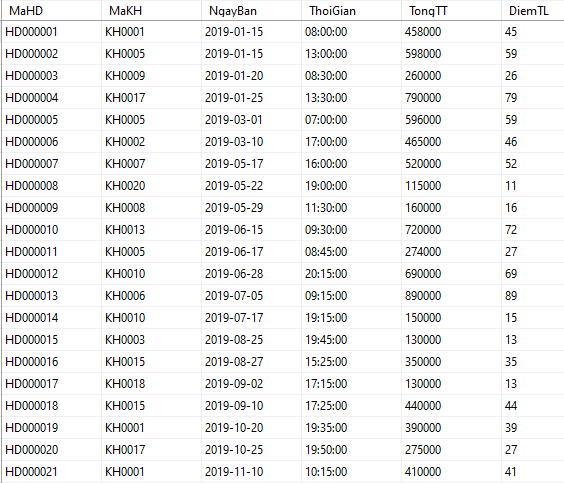 MaHD MaKH NgayBan ThoiGian TongTT DiemTL
HD000001 KH0001 2019-01-15 08:00:00 458000 45
HD000002 KH0005 2019-01-15 13:00:00 598000 59
HD000003 KH0009 2019-01-20 08:30:00 260000 26
HD000004 KH0017 2019-01-25 13:30:00 790000 79
HD000005 KH0005 2019-03-01 07:00:00 596000 59
HD000006 KH0002 2019-03-10 17:00:00 465000 46
HD000007 KH0007 2019-05-17 16:00:00 520000 52
HD000008 KH0020 2019-05-22 19:00:00 115000 11
HD000009 KH0008 2019-05-29 11:30:00 160000 16
HD000010 KH0013 2019-06-15 09:30:00 720000 72
HD000011 KH0005 2019-06-17 08:45:00 274000 27
HD000012 KH0010 2019-06-28 20:15:00 690000 69
HD000013 KH0006 2019-07-05 09:15:00 890000 89
HD000014 KH0010 2019-07-17 19:15:00 150000 15
HD000015 KH0003 2019-08-25 19:45:00 130000 13
HD000016 KH0015 2019-08-27 15:25:00 350000 35
HD000017 KH0018 2019-09-02 17:15:00 130000 13
HD000018 KH0015 2019-09-10 17:25:00 440000 44
HD000019 KH0001 2019-10-20 19:35:00 390000 39
HD000020 KH0017 2019-10-25 19:50:00 275000 27
HD000021 KH0001 2019-11-10 10:15:00 410000 41